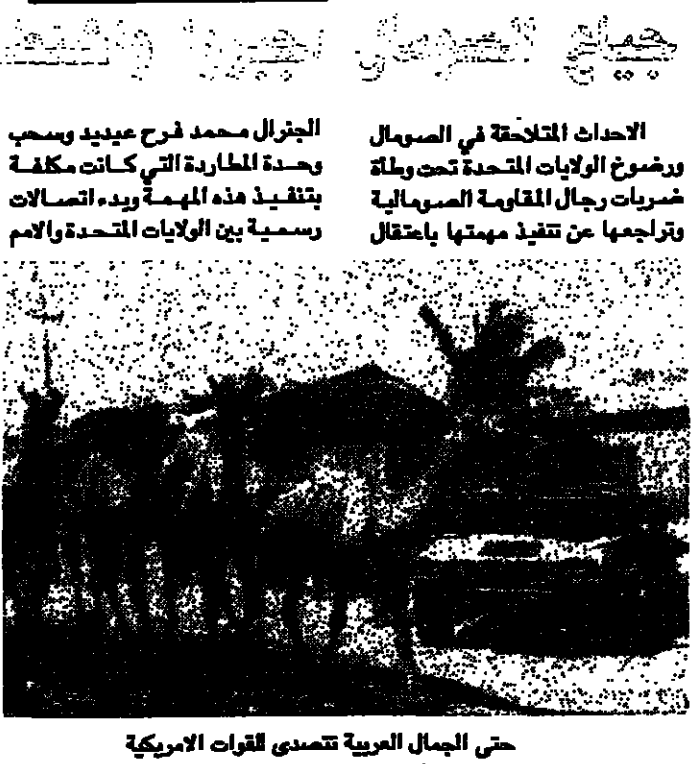 الاحداث المتلاحقة في الصومال
ورضوخ الولايات المتحدة تحت وطأة
ضربات رجال المقاومة الصومالية
وتراجعها عن تنفيذ مهمتها باعتقال
الجنرال محمد فرح عيديد وسحب
وحدة المطاردة التي كانت مكلفة
بتنفيذ هذه المهمة وبدء اتصالات
رسمية بين الولايات المتحدة والامم
حتى الجمال العربية تتصدى للقوات الامريكية